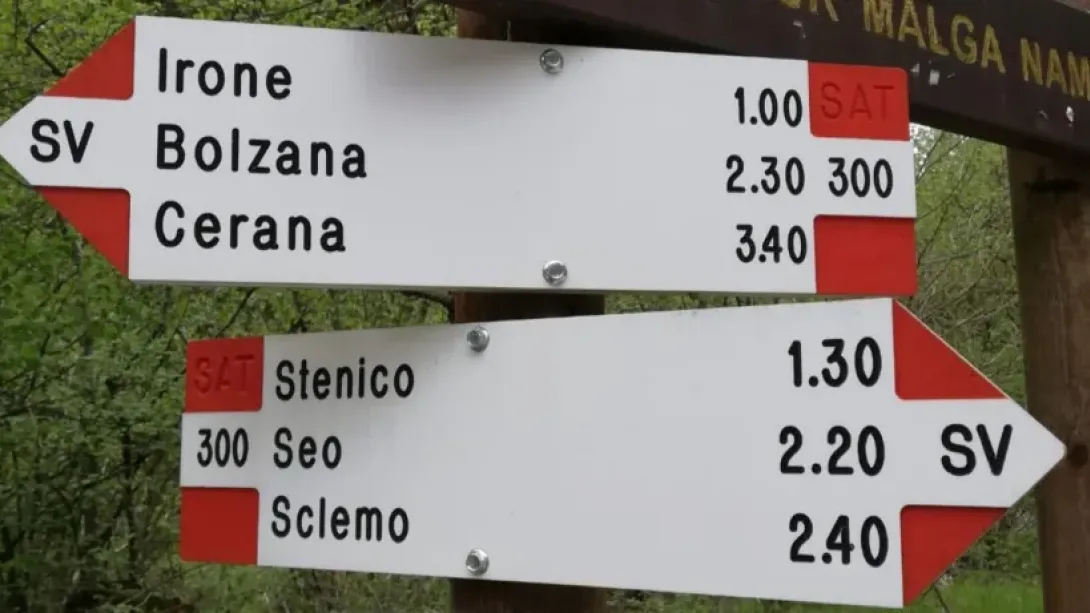 MALGA
Irone 1.00 SAT
SV Bolzana 2.30 300
Cerana 3.40
SAT Stenico 1.30
300 Seo 2.20 SV
Sclemo 2.40